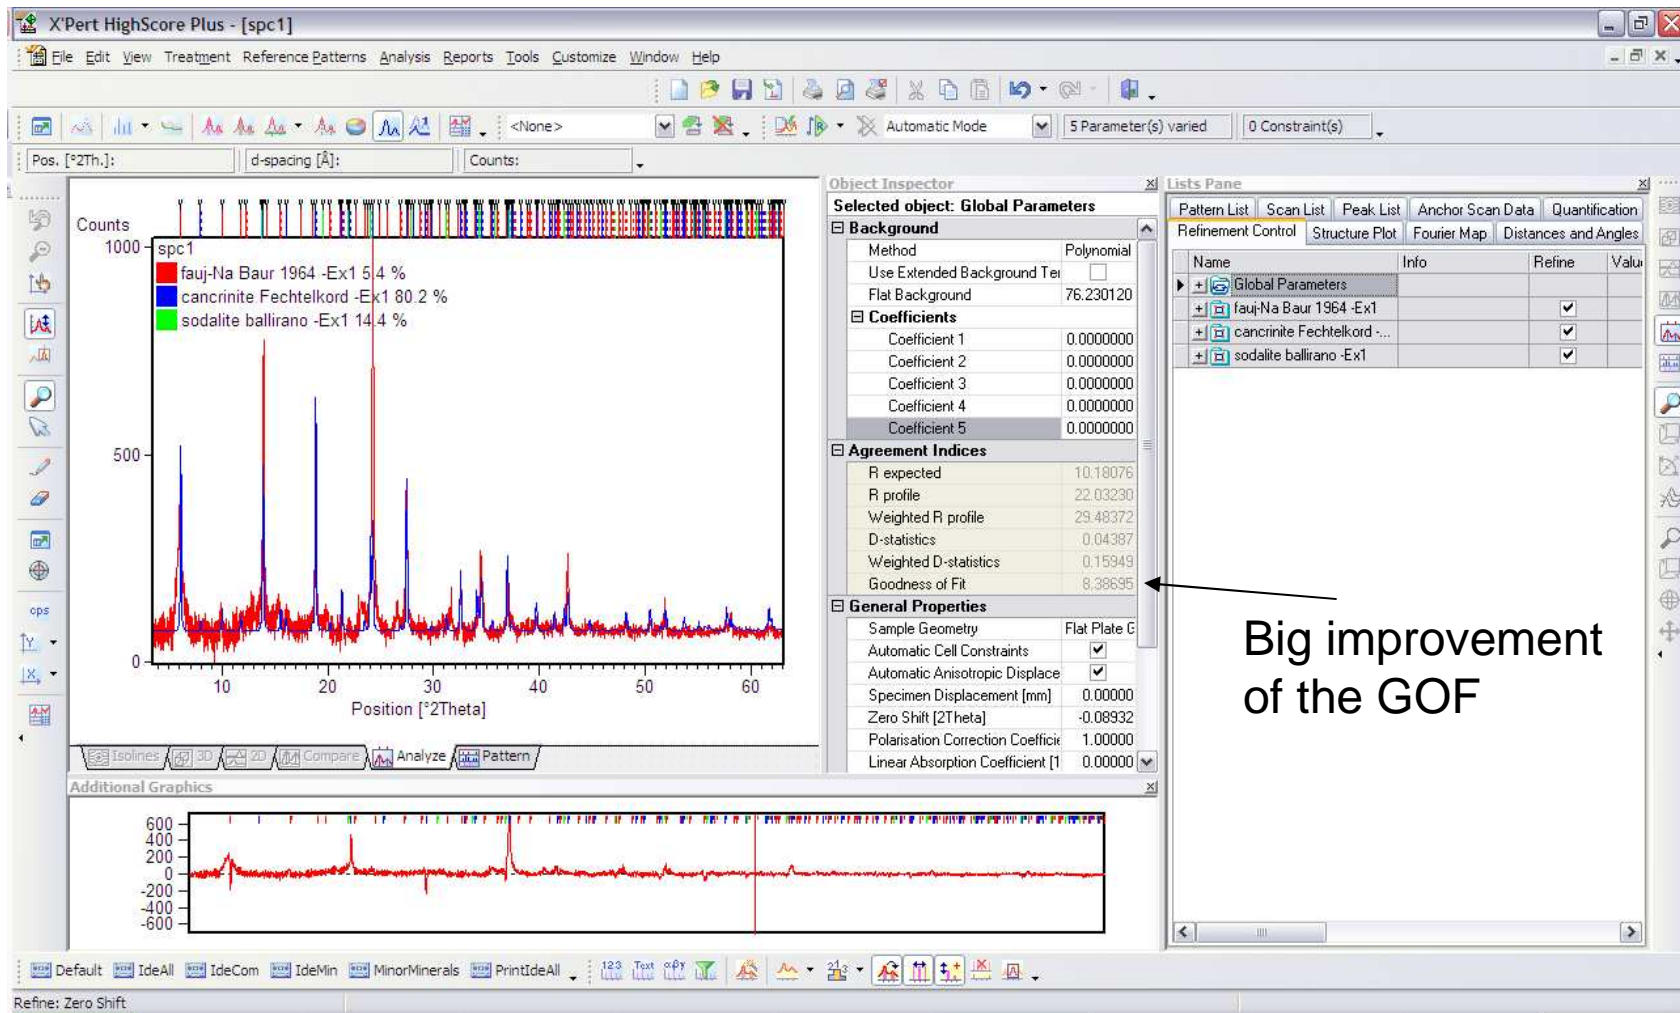 X'Pert HighScore Plus - [spc1]
File Edit View Treatment Reference Patterns Analysis Reports Tools Customize Window Help
<None> Automatic Mode 5 Parameter(s) varied 0 Constraint(s)
Pos. [°2Th.]: d-spacing [Å]: Counts:
Counts
1000
500
0
spc1
fauj-Na Baur 1964 -Ex1 5.4 %
cancrinite Fechtelkord -Ex1 80.2 %
sodalite ballirano -Ex1 14.4 %
10 20 30 40 50 60
Position [°2Theta]
Isolines 3D 2D Compare Analyze Pattern
cps
Object Inspector
Selected object: Global Parameters
Background
Method Polynomial
Use Extended Background Ter
Flat Background 76.230120
Coefficients
Coefficient 1 0.0000000
Coefficient 2 0.0000000
Coefficient 3 0.0000000
Coefficient 4 0.0000000
Coefficient 5 0.0000000
Agreement Indices
R expected 10.18076
R profile 22.03230
Weighted R profile 29.48372
D-statistics 0.04387
Weighted D-statistics 0.15949
Goodness of Fit 8.38695
General Properties
Sample Geometry Flat Plate G
Automatic Cell Constraints
Automatic Anisotropic Displace
Specimen Displacement [mm] 0.00000
Zero Shift [2Theta] -0.08932
Polarisation Correction Coefficie 1.00000
Linear Absorption Coefficient [1 0.00000
Lists Pane
Pattern List Scan List Peak List Anchor Scan Data Quantification
Refinement Control Structure Plot Fourier Map Distances and Angles
Name Info Refine Valu
Global Parameters
fauj-Na Baur 1964 -Ex1
cancrinite Fechtelkord -...
sodalite ballirano -Ex1
Big improvement
of the GOF
Additional Graphics
600
400
200
0
-200
-400
-600
Default IdeAll IdeCom IdeMin MinorMinerals PrintIdeAll 123 Text αβγ
Refine: Zero Shift